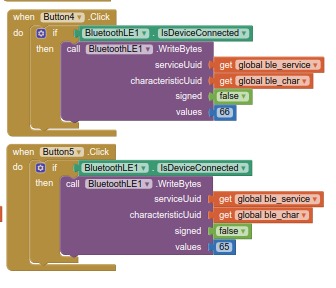 when Button4 .Click
do if BluetoothLE1 . IsDeviceConnected
then call BluetoothLE1 .WriteBytes
serviceUuid get global ble_service
characteristicUuid get global ble_char
signed false
values 66
when Button5 .Click
do if BluetoothLE1 . IsDeviceConnected
then call BluetoothLE1 .WriteBytes
serviceUuid get global ble_service
characteristicUuid get global ble_char
signed false
values 65